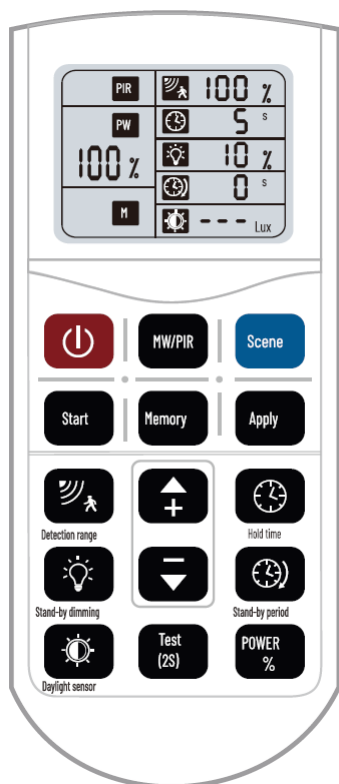 PIR 100 %
PW 5 s
100 % 10 %
0 s
M --- Lux
MW/PIR Scene
Start Memory Apply
+
Detection range Hold time
−
Stand-by dimming Stand-by period
Test POWER
(2S) %
Daylight sensor